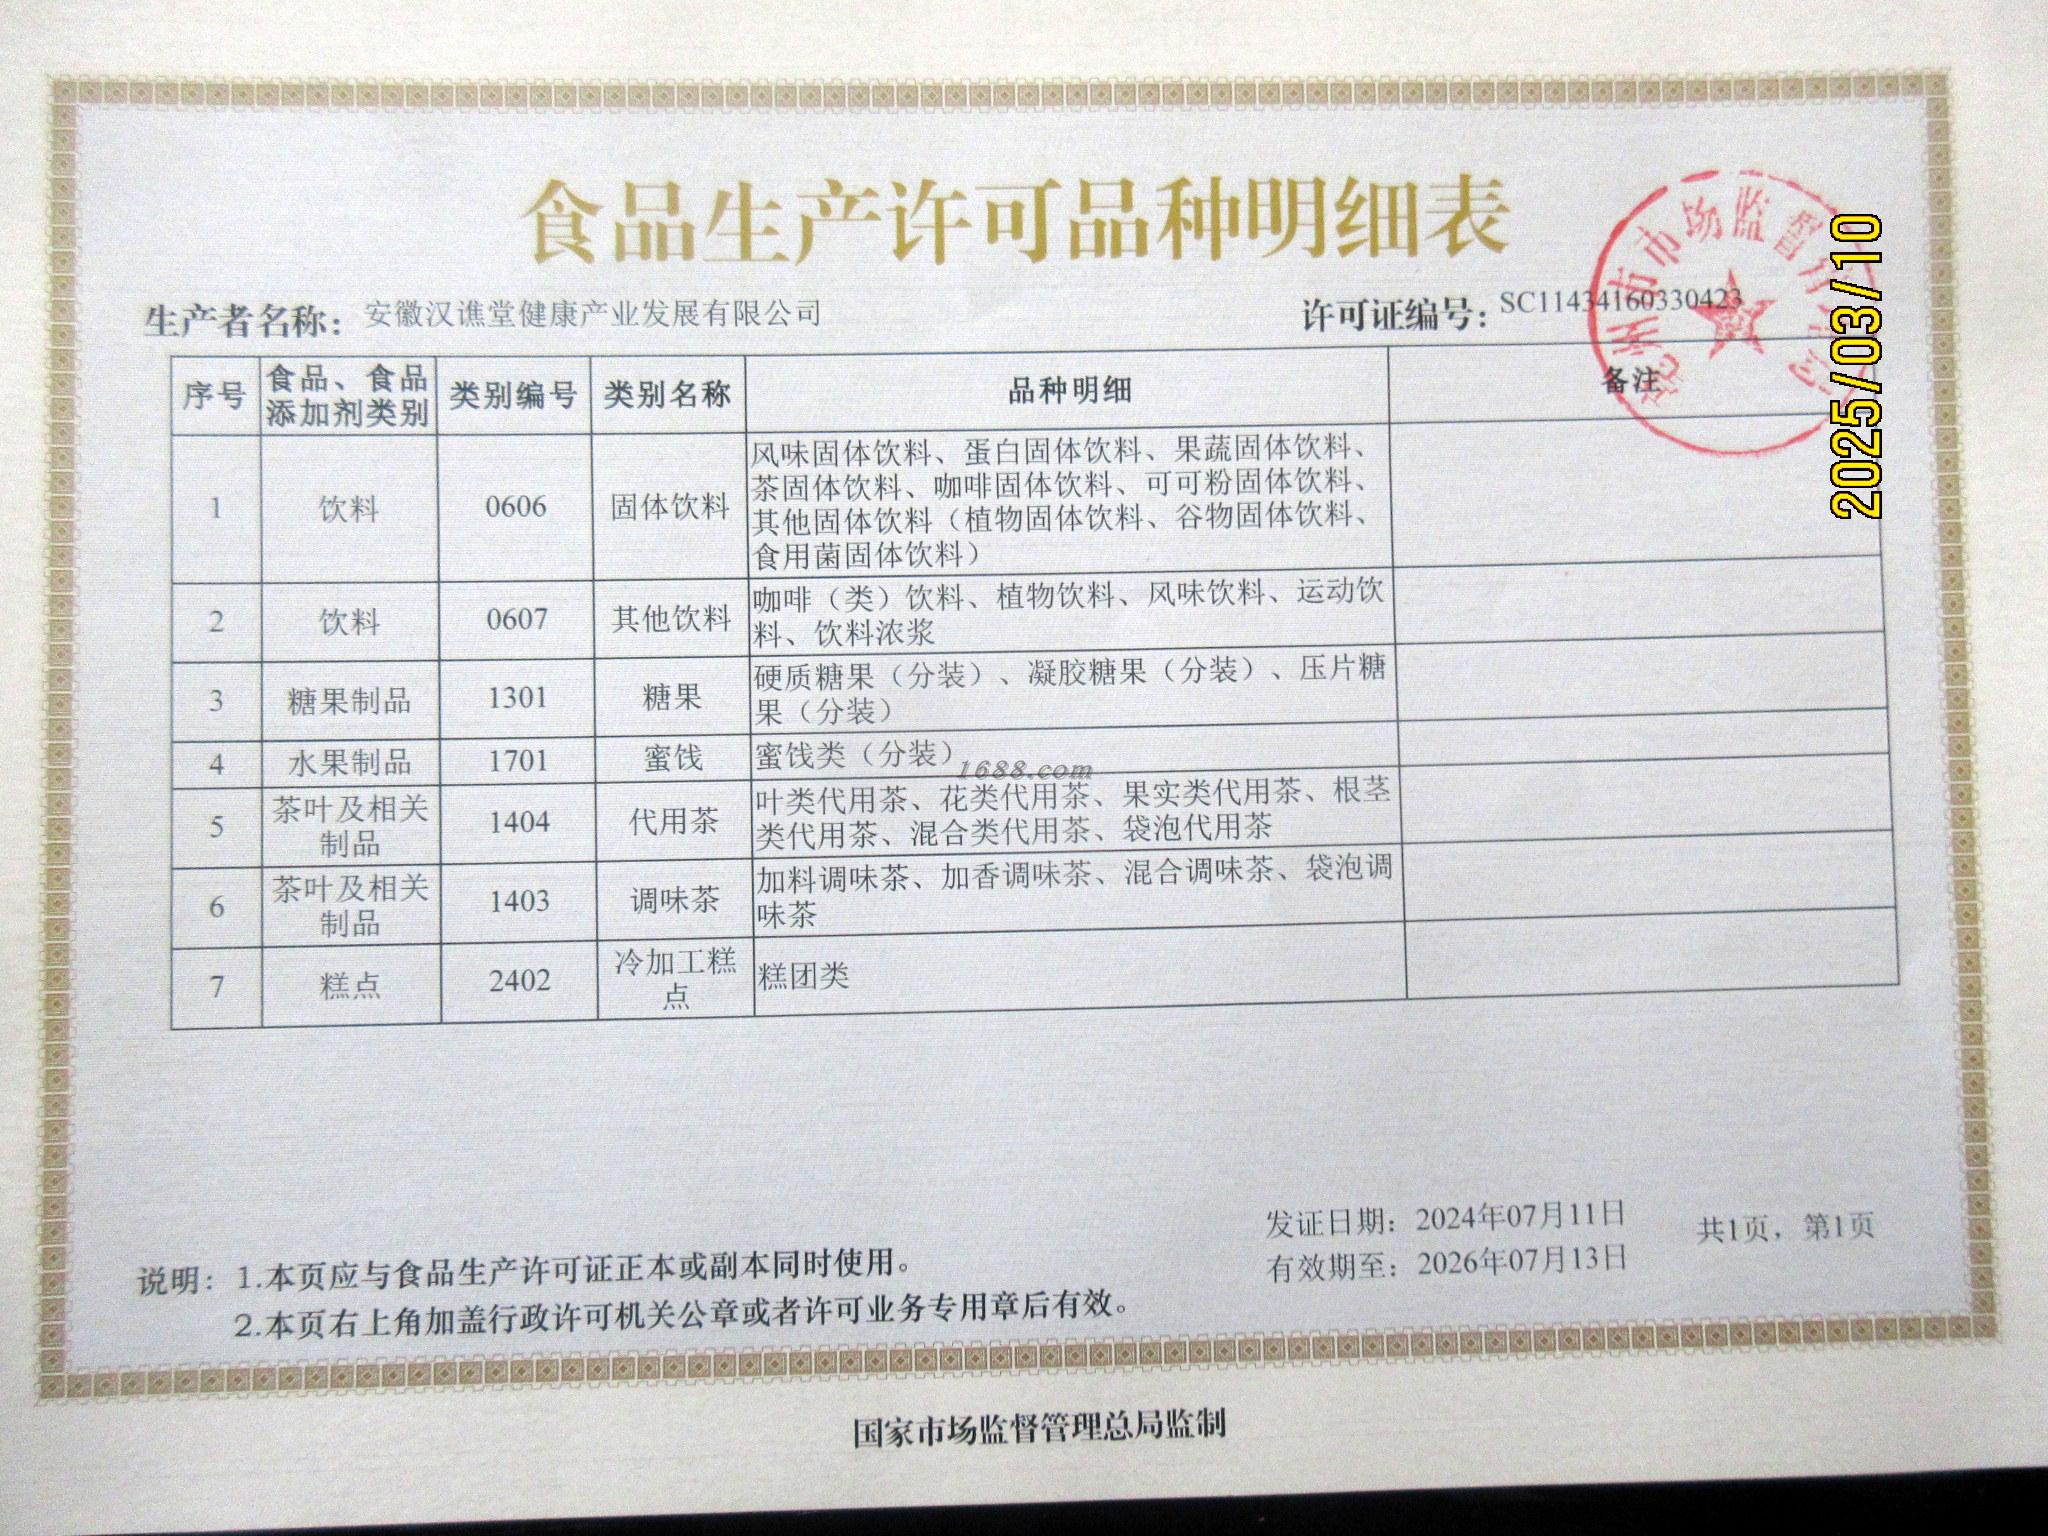 食品生产许可品种明细表
生产者名称：安徽汉谯堂健康产业发展有限公司
许可证编号：SC11434160330423
亳州市市场监督管理局
2025/03/10
序号 食品、食品添加剂类别 类别编号 类别名称 品种明细 备注
1 饮料 0606 固体饮料 风味固体饮料、蛋白固体饮料、果蔬固体饮料、
茶固体饮料、咖啡固体饮料、可可粉固体饮料、
其他固体饮料（植物固体饮料、谷物固体饮料、
食用菌固体饮料）
2 饮料 0607 其他饮料 咖啡（类）饮料、植物饮料、风味饮料、运动饮
料、饮料浓浆
3 糖果制品 1301 糖果 硬质糖果（分装）、凝胶糖果（分装）、压片糖
果（分装）
4 水果制品 1701 蜜饯 蜜饯类（分装）
1688.com
5 茶叶及相关制品 1404 代用茶 叶类代用茶、花类代用茶、果实类代用茶、根茎
类代用茶、混合类代用茶、袋泡代用茶
6 茶叶及相关制品 1403 调味茶 加料调味茶、加香调味茶、混合调味茶、袋泡调
味茶
7 糕点 2402 冷加工糕点 糕团类
发证日期：2024年07月11日
有效期至：2026年07月13日
共1页，第1页
说明：1.本页应与食品生产许可证正本或副本同时使用。
2.本页右上角加盖行政许可机关公章或者许可业务专用章后有效。
国家市场监督管理总局监制